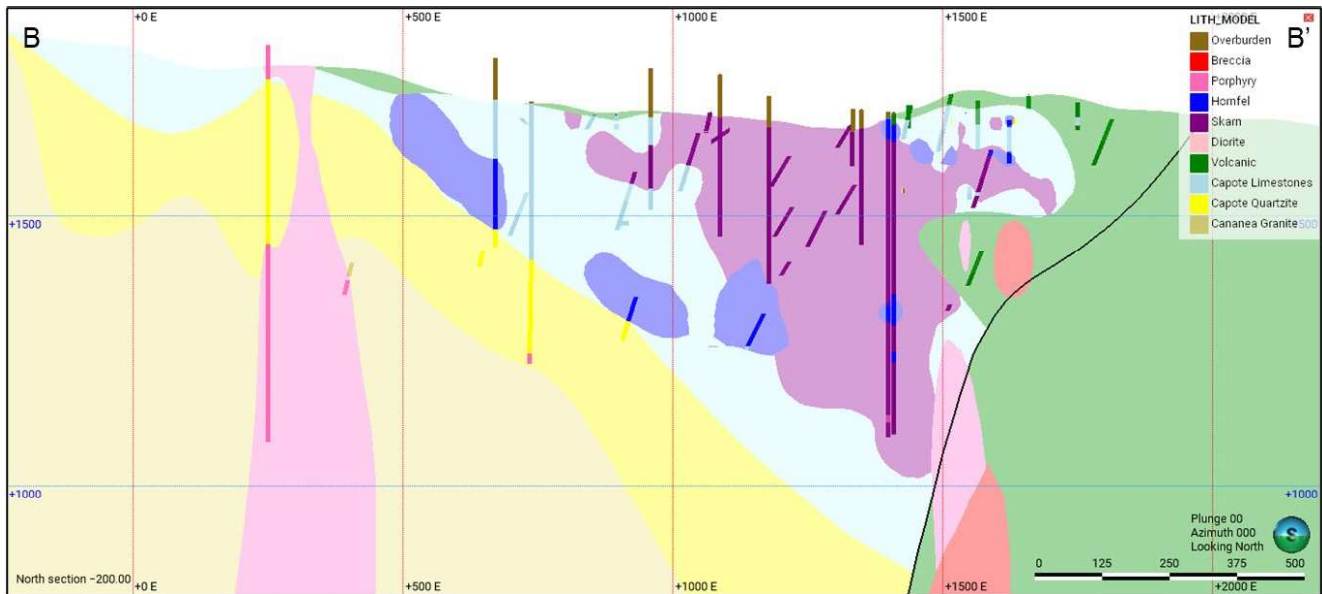 +0 E
+500 E
+1000 E
+1500 E
B
B'
LITH_MODEL
Overburden
Breccia
Porphyry
Hornfel
Skarn
Diorite
Volcanic
Capote Limestones
Capote Quartzite
Cananea Granite
+1500
500
+1000
+1000
Plunge 00
Azimuth 000
Looking North
S
0 125 250 375 500
North section −200.00
+0 E
+500 E
+1000 E
+1500 E
+2000 E